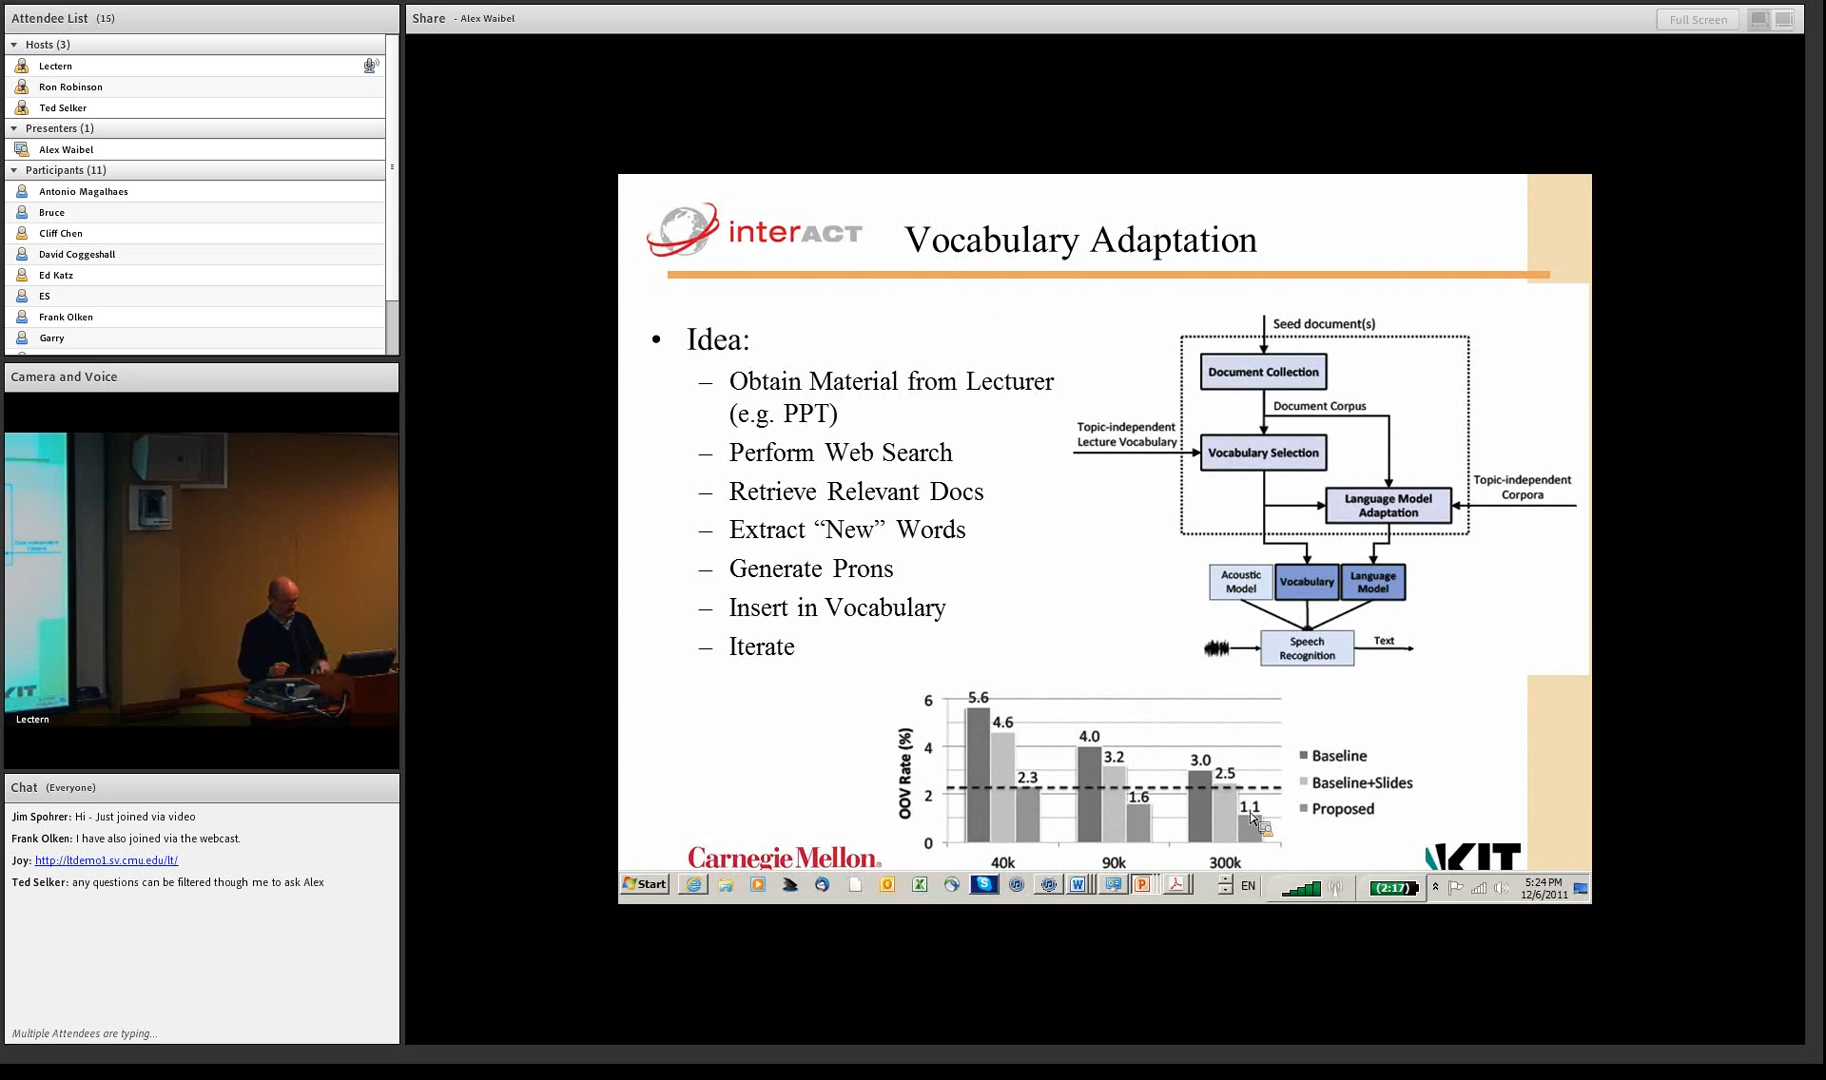 Attendee List (15)
Hosts (3)
Lectern
Ron Robinson
Ted Selker
Presenters (1)
Alex Waibel
Participants (11)
Antonio Magalhaes
Bruce
Cliff Chen
David Coggeshall
Ed Katz
ES
Frank Olken
Garry
Camera and Voice
Lectern
Chat (Everyone)
Jim Spohrer: Hi - Just joined via video
Frank Olken: I have also joined via the webcast.
Joy: http://ltdemo1.sv.cmu.edu/lt/
Ted Selker: any questions can be filtered though me to ask Alex
Multiple Attendees are typing...
Share - Alex Waibel
Full Screen
interACT
Vocabulary Adaptation
• Idea:
– Obtain Material from Lecturer
(e.g. PPT)
– Perform Web Search
– Retrieve Relevant Docs
– Extract “New” Words
– Generate Prons
– Insert in Vocabulary
– Iterate
Seed document(s)
Document Collection
Document Corpus
Topic-independent
Lecture Vocabulary
Vocabulary Selection
Topic-independent
Corpora
Language Model
Adaptation
Acoustic
Model
Vocabulary
Language
Model
Speech
Recognition
Text
OOV Rate (%)
6
4
2
0
5.6
4.6
2.3
4.0
3.2
1.6
3.0
2.5
1.1
40k
90k
300k
Baseline
Baseline+Slides
Proposed
Carnegie Mellon
KIT
Start
EN
(2:17)
5:24 PM
12/6/2011